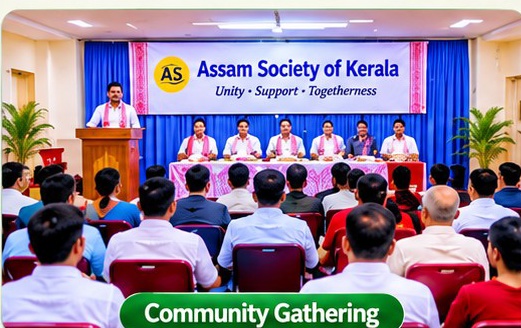 AS
Assam Society of Kerala
Unity • Support • Togetherness
Community Gathering